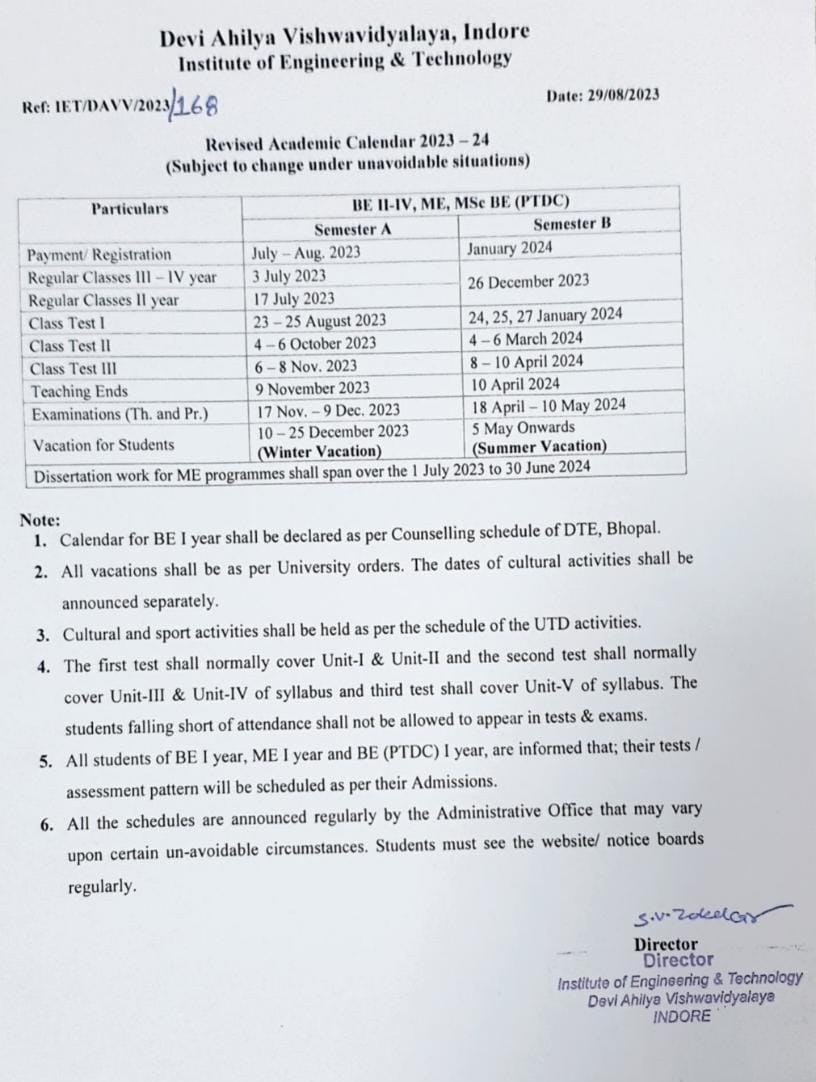 Devi Ahilya Vishwavidyalaya, Indore
Institute of Engineering & Technology
Ref: IET/DAVV/2023/168
Date: 29/08/2023
Revised Academic Calendar 2023 – 24
(Subject to change under unavoidable situations)
Particulars BE II-IV, ME, MSc BE (PTDC)
Semester A Semester B
Payment/ Registration July – Aug. 2023 January 2024
Regular Classes III – IV year 3 July 2023 26 December 2023
Regular Classes II year 17 July 2023
Class Test I 23 – 25 August 2023 24, 25, 27 January 2024
Class Test II 4 – 6 October 2023 4 – 6 March 2024
Class Test III 6 – 8 Nov. 2023 8 – 10 April 2024
Teaching Ends 9 November 2023 10 April 2024
Examinations (Th. and Pr.) 17 Nov. – 9 Dec. 2023 18 April – 10 May 2024
Vacation for Students 10 – 25 December 2023 5 May Onwards
(Winter Vacation) (Summer Vacation)
Dissertation work for ME programmes shall span over the 1 July 2023 to 30 June 2024
Note:
1. Calendar for BE I year shall be declared as per Counselling schedule of DTE, Bhopal.
2. All vacations shall be as per University orders. The dates of cultural activities shall be
announced separately.
3. Cultural and sport activities shall be held as per the schedule of the UTD activities.
4. The first test shall normally cover Unit-I & Unit-II and the second test shall normally
cover Unit-III & Unit-IV of syllabus and third test shall cover Unit-V of syllabus. The
students falling short of attendance shall not be allowed to appear in tests & exams.
5. All students of BE I year, ME I year and BE (PTDC) I year, are informed that; their tests /
assessment pattern will be scheduled as per their Admissions.
6. All the schedules are announced regularly by the Administrative Office that may vary
upon certain un-avoidable circumstances. Students must see the website/ notice boards
regularly.
Director
Director
Institute of Engineering & Technology
Devi Ahilya Vishwavidyalaya
INDORE